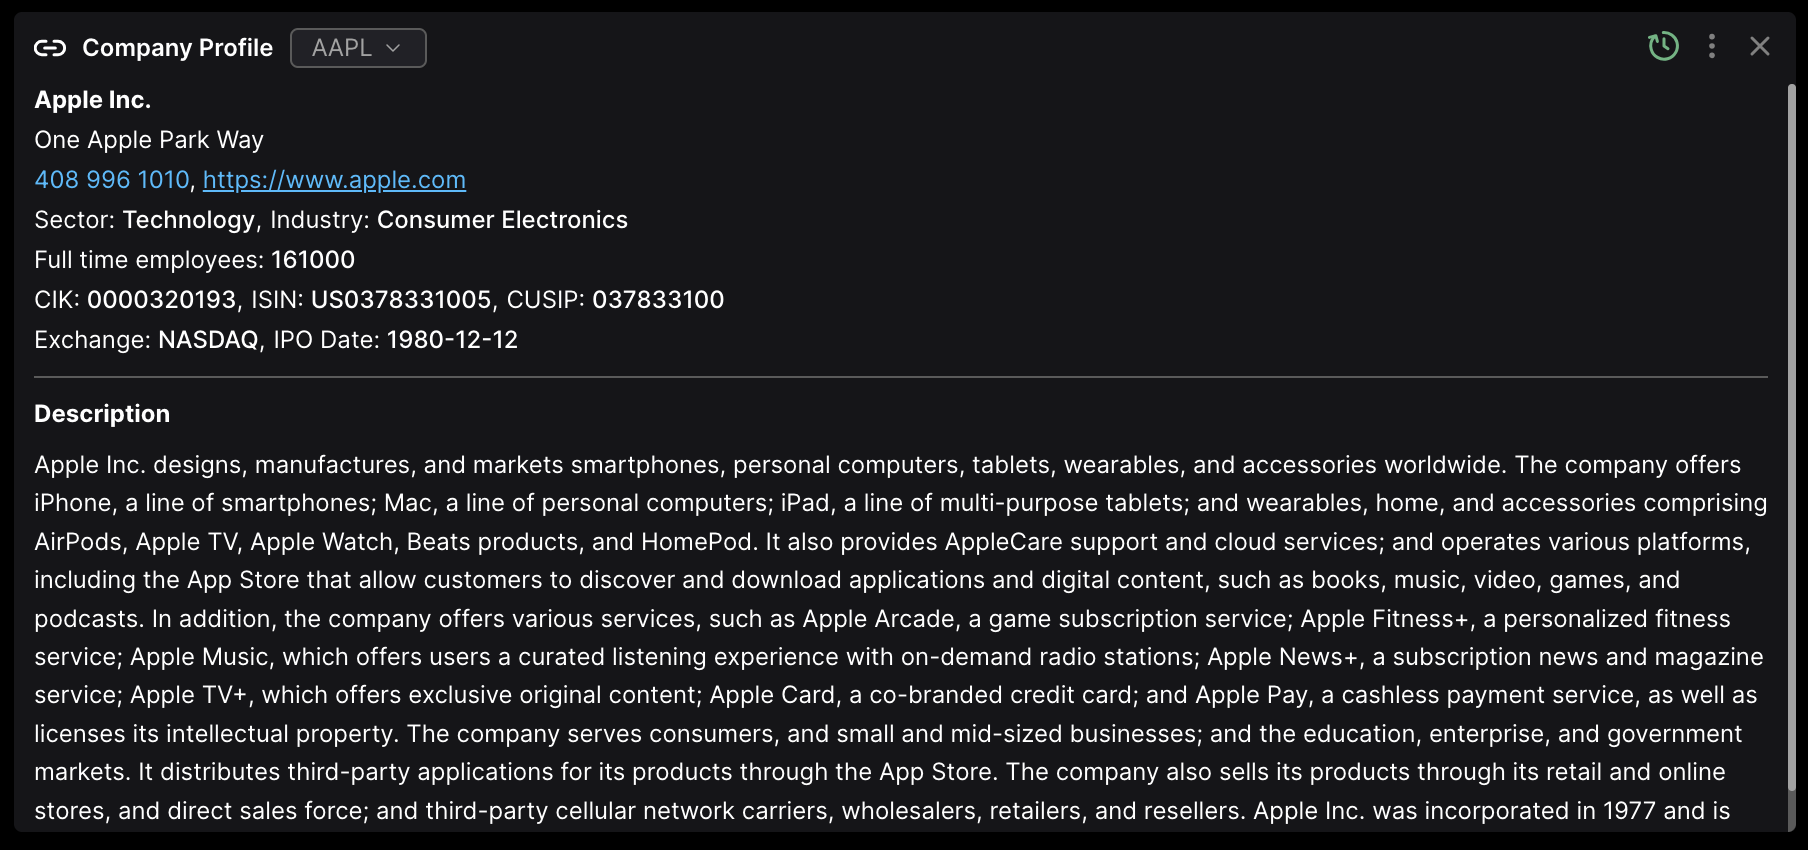 Company Profile AAPL
Apple Inc.
One Apple Park Way
408 996 1010, https://www.apple.com
Sector: Technology, Industry: Consumer Electronics
Full time employees: 161000
CIK: 0000320193, ISIN: US0378331005, CUSIP: 037833100
Exchange: NASDAQ, IPO Date: 1980-12-12
Description
Apple Inc. designs, manufactures, and markets smartphones, personal computers, tablets, wearables, and accessories worldwide. The company offers
iPhone, a line of smartphones; Mac, a line of personal computers; iPad, a line of multi-purpose tablets; and wearables, home, and accessories comprising
AirPods, Apple TV, Apple Watch, Beats products, and HomePod. It also provides AppleCare support and cloud services; and operates various platforms,
including the App Store that allow customers to discover and download applications and digital content, such as books, music, video, games, and
podcasts. In addition, the company offers various services, such as Apple Arcade, a game subscription service; Apple Fitness+, a personalized fitness
service; Apple Music, which offers users a curated listening experience with on-demand radio stations; Apple News+, a subscription news and magazine
service; Apple TV+, which offers exclusive original content; Apple Card, a co-branded credit card; and Apple Pay, a cashless payment service, as well as
licenses its intellectual property. The company serves consumers, and small and mid-sized businesses; and the education, enterprise, and government
markets. It distributes third-party applications for its products through the App Store. The company also sells its products through its retail and online
stores, and direct sales force; and third-party cellular network carriers, wholesalers, retailers, and resellers. Apple Inc. was incorporated in 1977 and is